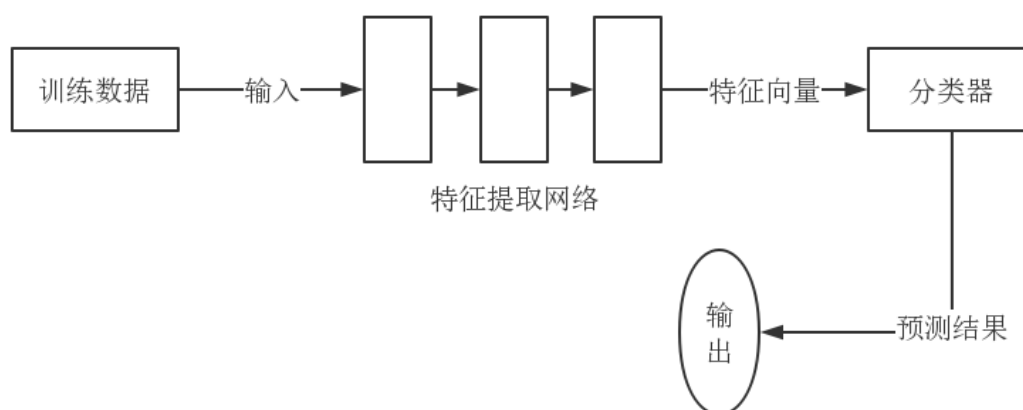 训练数据
输入
特征向量
分类器
特征提取网络
输
出
预测结果